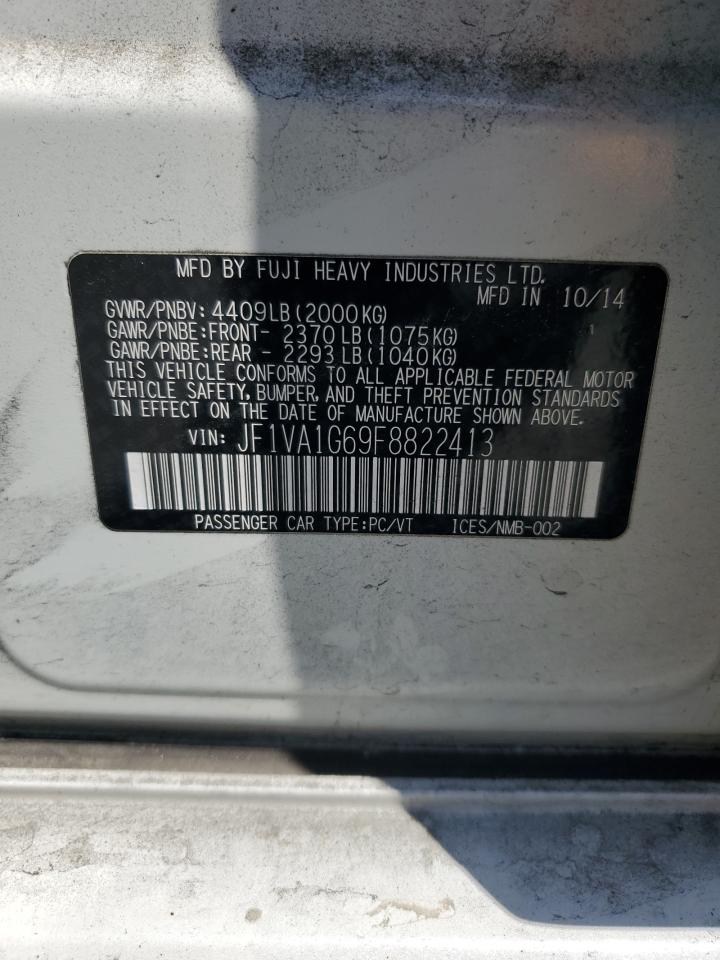 MFD BY FUJI HEAVY INDUSTRIES LTD.
MFD IN 10/14
GVWR/PNBV: 4409LB(2000KG)
GAWR/PNBE:FRONT- 2370LB(1075KG)
GAWR/PNBE:REAR - 2293LB(1040KG)
THIS VEHICLE CONFORMS TO ALL APPLICABLE FEDERAL MOTOR
VEHICLE SAFETY, BUMPER, AND THEFT PREVENTION STANDARDS
IN EFFECT ON THE DATE OF MANUFACTURE SHOWN ABOVE.
VIN: JF1VA1G69F8822413
PASSENGER CAR TYPE:PC/VT ICES/NMB-002